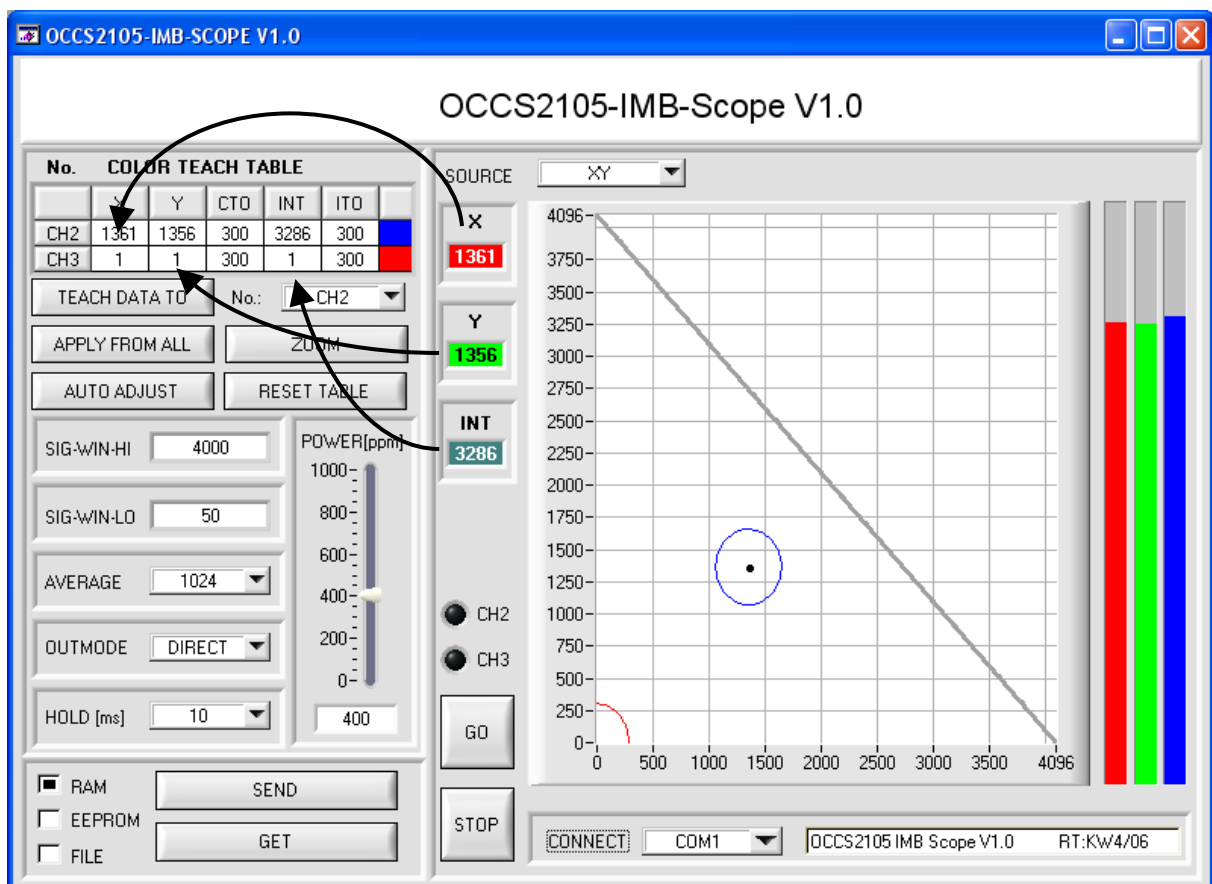 OCCS2105-IMB-SCOPE V1.0
OCCS2105-IMB-Scope V1.0
No. COLOR TEACH TABLE
X Y CTO INT ITO
CH2 1361 1356 300 3286 300
CH3 1 1 300 1 300
TEACH DATA TO No.: CH2
APPLY FROM ALL ZOOM
AUTO ADJUST RESET TABLE
SIG-WIN-HI 4000
SIG-WIN-LO 50
AVERAGE 1024
OUTMODE DIRECT
HOLD [ms] 10
POWER[ppm]
1000
800
600
400
200
0
400
RAM
EEPROM
FILE
SEND
GET
SOURCE XY
X
1361
Y
1356
INT
3286
CH2
CH3
GO
STOP
4096
3750
3500
3250
3000
2750
2500
2250
2000
1750
1500
1250
1000
750
500
250
0
0 500 1000 1500 2000 2500 3000 3500 4096
CONNECT COM1 OCCS2105 IMB Scope V1.0 RT:KW4/06